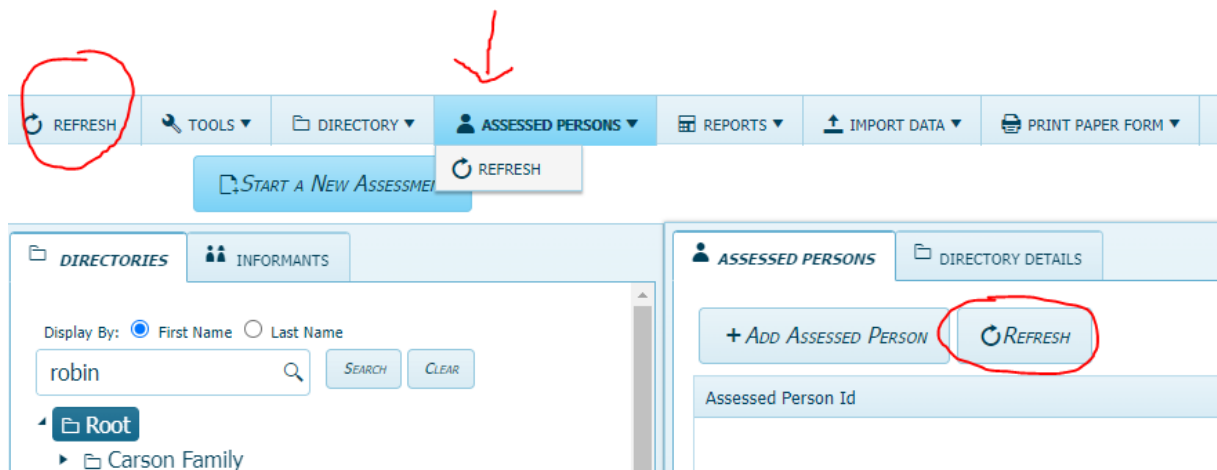 REFRESH TOOLS DIRECTORY ASSESSED PERSONS REPORTS IMPORT DATA PRINT PAPER FORM
REFRESH
START A NEW ASSESSME
DIRECTORIES INFORMANTS
Display By: First Name Last Name
robin SEARCH CLEAR
Root
Carson Family
ASSESSED PERSONS DIRECTORY DETAILS
+ ADD ASSESSED PERSON REFRESH
Assessed Person Id